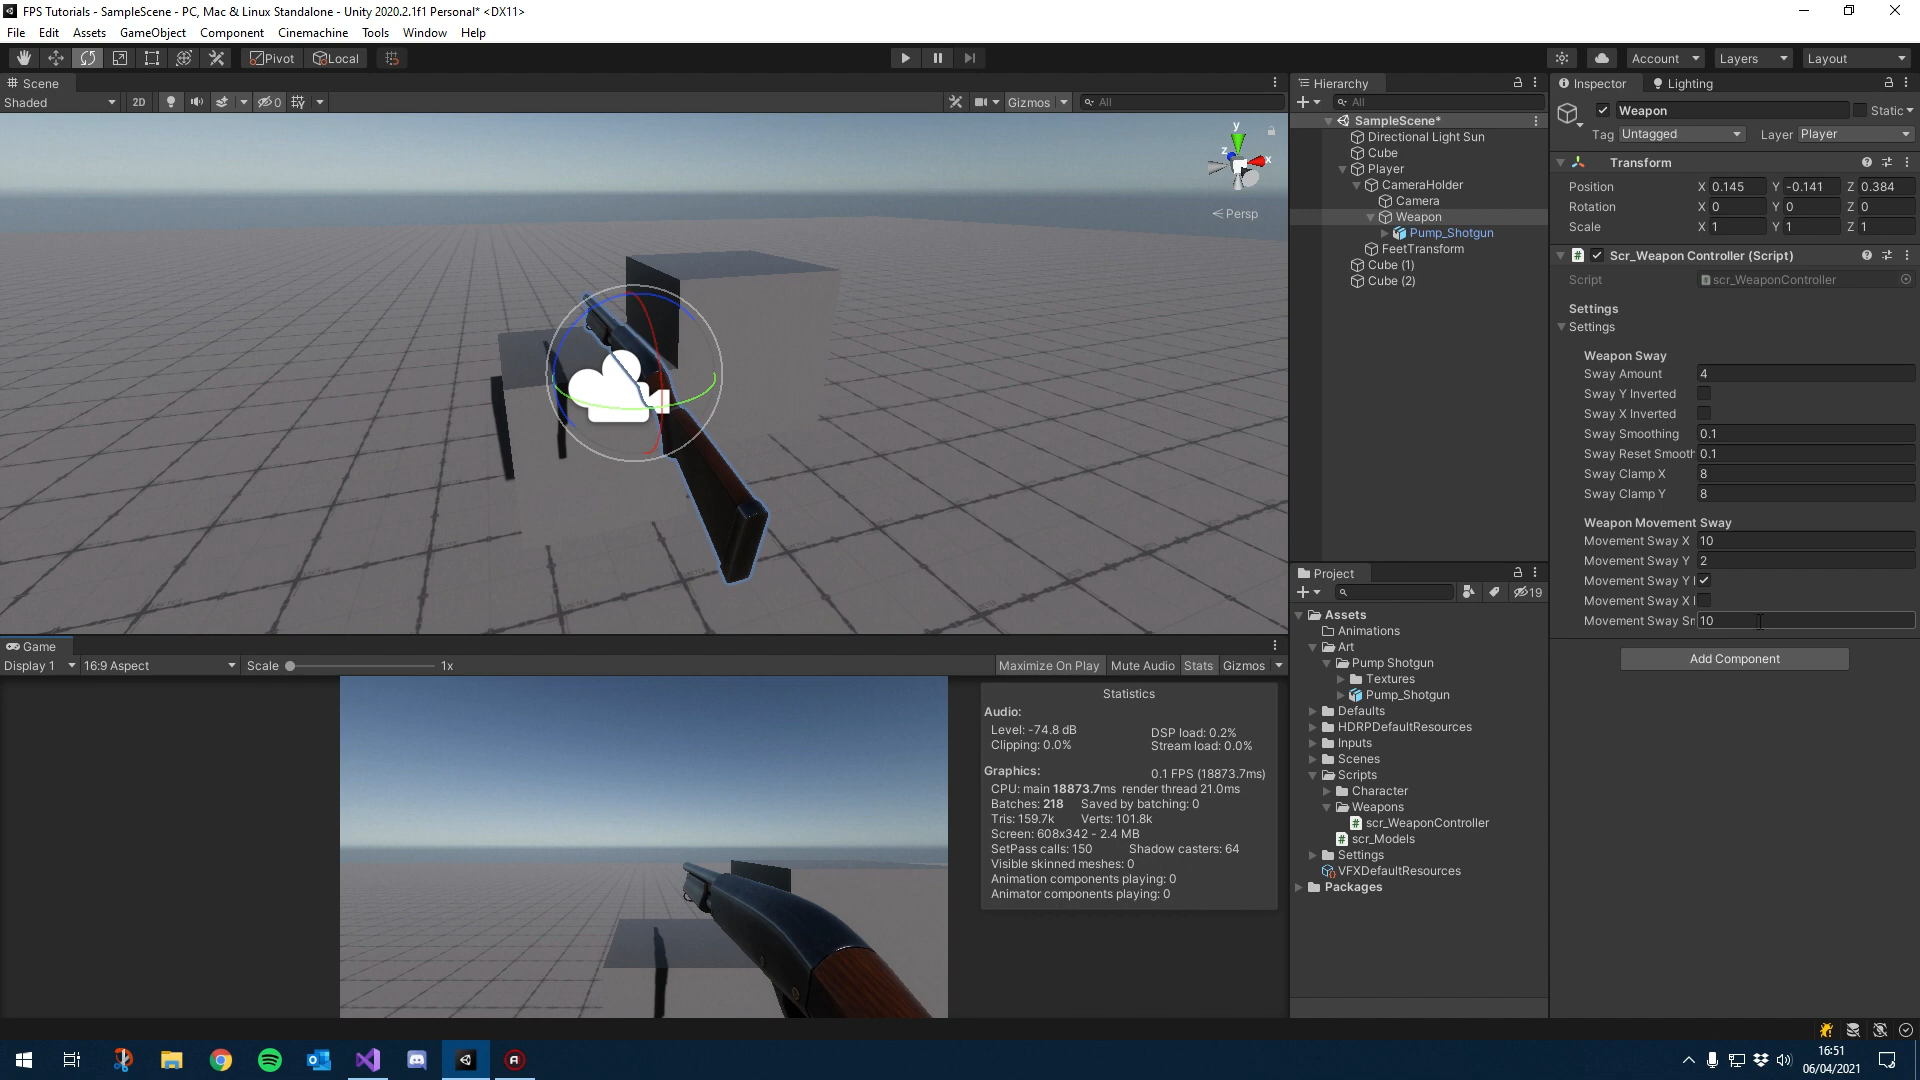 FPS Tutorials - SampleScene - PC, Mac & Linux Standalone - Unity 2020.2.1f1 Personal* <DX11>
File Edit Assets GameObject Component Cinemachine Tools Window Help
Pivot Local Account Layers Layout
Scene
Shaded 2D 0 Gizmos All
y
x
z
Persp
Game
Display 1 16:9 Aspect Scale 1x Maximize On Play Mute Audio Stats Gizmos
Statistics
Audio:
Level: -74.8 dB DSP load: 0.2%
Clipping: 0.0% Stream load: 0.0%
Graphics: 0.1 FPS (18873.7ms)
CPU: main 18873.7ms render thread 21.0ms
Batches: 218 Saved by batching: 0
Tris: 159.7k Verts: 101.8k
Screen: 608x342 - 2.4 MB
SetPass calls: 150 Shadow casters: 64
Visible skinned meshes: 0
Animation components playing: 0
Animator components playing: 0
Hierarchy
All
SampleScene*
Directional Light Sun
Cube
Player
CameraHolder
Camera
Weapon
Pump_Shotgun
FeetTransform
Cube (1)
Cube (2)
Project
19
Assets
Animations
Art
Pump Shotgun
Textures
Pump_Shotgun
Defaults
HDRPDefaultResources
Inputs
Scenes
Scripts
Character
Weapons
scr_WeaponController
scr_Models
Settings
VFXDefaultResources
Packages
Inspector Lighting
Weapon Static
Tag Untagged Layer Player
Transform
Position X 0.145 Y -0.141 Z 0.384
Rotation X 0 Y 0 Z 0
Scale X 1 Y 1 Z 1
Scr_Weapon Controller (Script)
Script scr_WeaponController
Settings
Settings
Weapon Sway
Sway Amount 4
Sway Y Inverted
Sway X Inverted
Sway Smoothing 0.1
Sway Reset Smooth 0.1
Sway Clamp X 8
Sway Clamp Y 8
Weapon Movement Sway
Movement Sway X 10
Movement Sway Y 2
Movement Sway Y I
Movement Sway X I
Movement Sway Sm 10
Add Component
16:51
06/04/2021